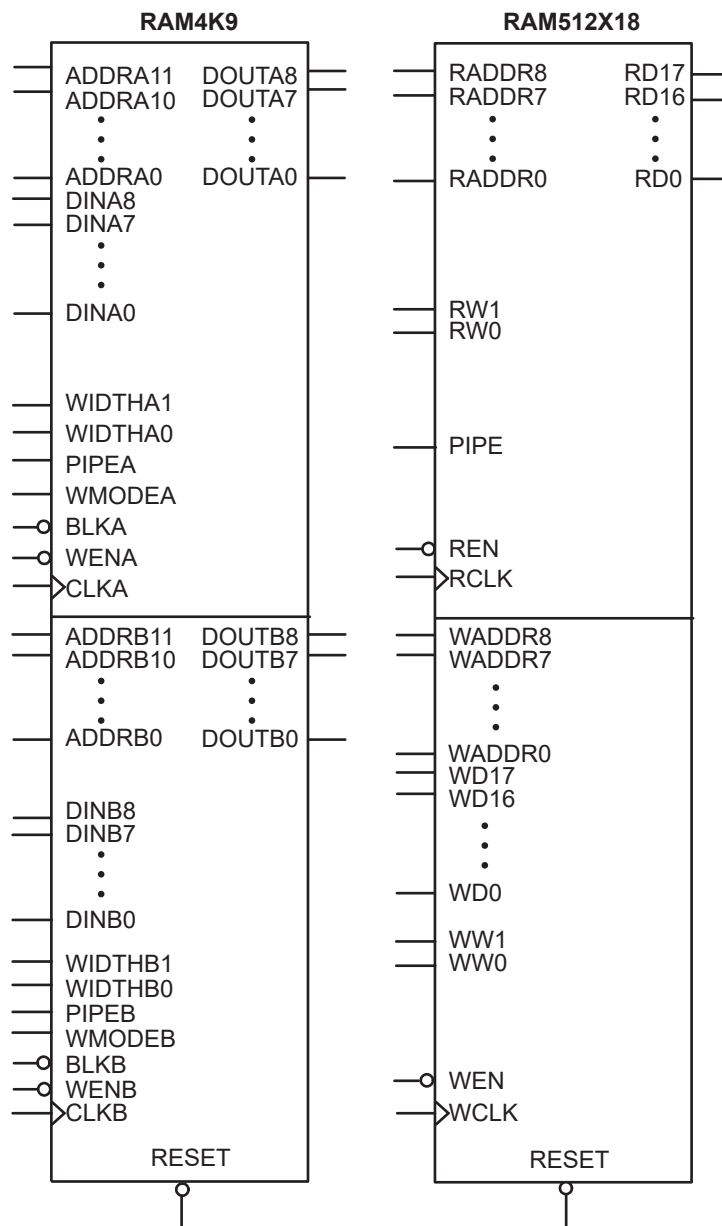 RAM4K9
ADDRA11 DOUTA8
ADDRA10 DOUTA7
ADDRA0 DOUTA0
DINA8
DINA7
DINA0
WIDTHA1
WIDTHA0
PIPEA
WMODEA
BLKA
WENA
CLKA
ADDRB11 DOUTB8
ADDRB10 DOUTB7
ADDRB0 DOUTB0
DINB8
DINB7
DINB0
WIDTHB1
WIDTHB0
PIPEB
WMODEB
BLKB
WENB
CLKB
RESET
RAM512X18
RADDR8 RD17
RADDR7 RD16
RADDR0 RD0
RW1
RW0
PIPE
REN
RCLK
WADDR8
WADDR7
WADDR0
WD17
WD16
WD0
WW1
WW0
WEN
WCLK
RESET